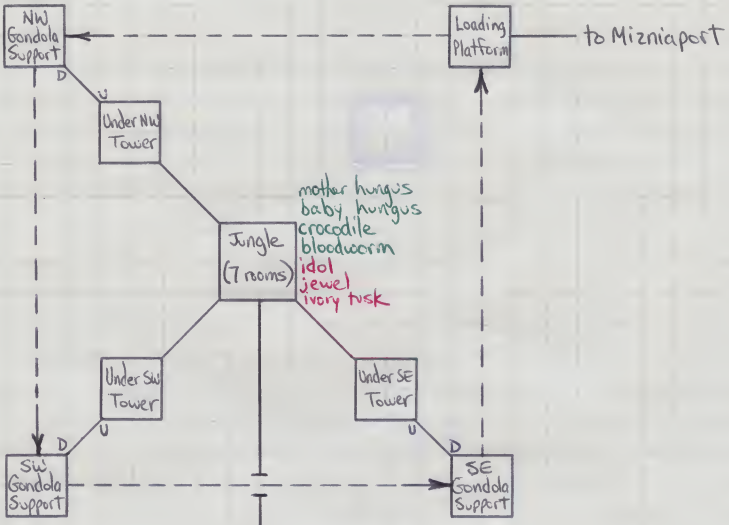 NW
Gondola
Support
Loading
Platform
to Mizniaport
D
U
Under NW
Tower
mother hungus
baby hungus
crocodile
bloodworm
idol
jewel
ivory tusk
Jungle
(7 rooms)
Under SW
Tower
U
D
SW
Gondola
Support
Under SE
Tower
U
D
SE
Gondola
Support